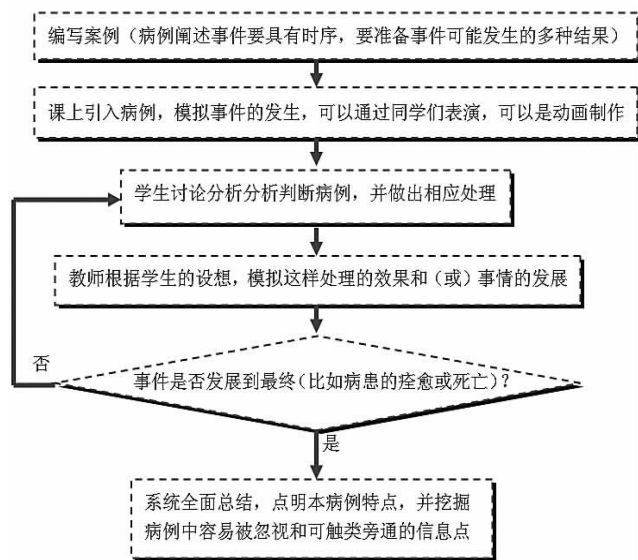 编写案例（病例阐述事件要具有时序，要准备事件可能发生的多种结果）
课上引入病例，模拟事件的发生，可以通过同学们表演，可以是动画制作
学生讨论分析分析判断病例，并做出相应处理
教师根据学生的设想，模拟这样处理的效果和（或）事情的发展
否
事件是否发展到最终（比如病患的痊愈或死亡）？
是
系统全面总结，点明本病例特点，并挖掘
病例中容易被忽视和可触类旁通的信息点